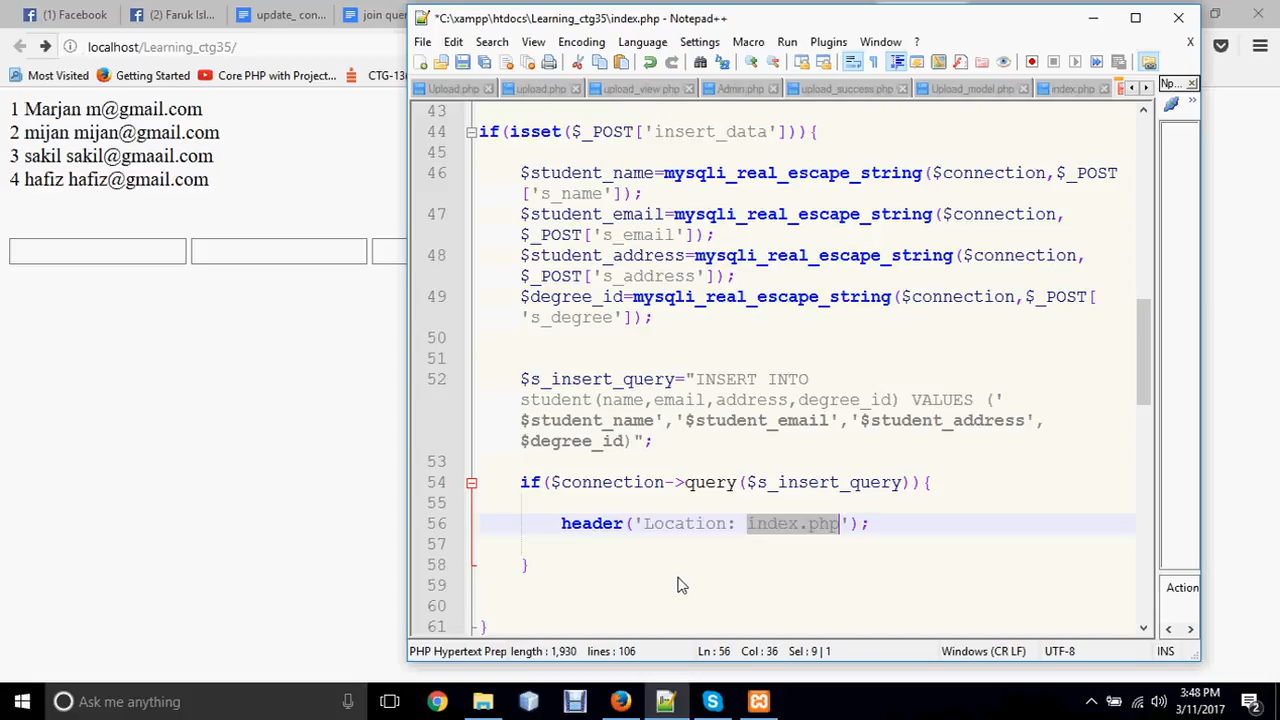 (1) Facebook
(2) Faruk Isl...
update_ con...
join que
*C:\xampp\htdocs\Learning_ctg35\index.php - Notepad++
localhost/Learning_ctg35/
File Edit Search View Encoding Language Settings Macro Run Plugins Window ?
X
Most Visited Getting Started Core PHP with Project... CTG-13
Upload.php upload.php upload_view.php Admin.php upload_success.php Upload_model.php index.php
Np...
1 Marjan m@gmail.com
2 mijan mijan@gmail.com
3 sakil sakil@gmaail.com
4 hafiz hafiz@gmail.com
43
44 if(isset($_POST['insert_data'])){
45
46 $student_name=mysqli_real_escape_string($connection,$_POST
['s_name']);
47 $student_email=mysqli_real_escape_string($connection,
$_POST['s_email']);
48 $student_address=mysqli_real_escape_string($connection,
$_POST['s_address']);
49 $degree_id=mysqli_real_escape_string($connection,$_POST[
's_degree']);
50
51
52 $s_insert_query="INSERT INTO
student(name,email,address,degree_id) VALUES ('
$student_name','$student_email','$student_address',
$degree_id)";
53
54 if($connection->query($s_insert_query)){
55
56 header('Location: index.php');
57
58 }
59
60
61 }
Action
PHP Hypertext Prep length : 1,930 lines : 106 Ln : 56 Col : 36 Sel : 9 | 1 Windows (CR LF) UTF-8 INS
Ask me anything
3:48 PM
3/11/2017
2